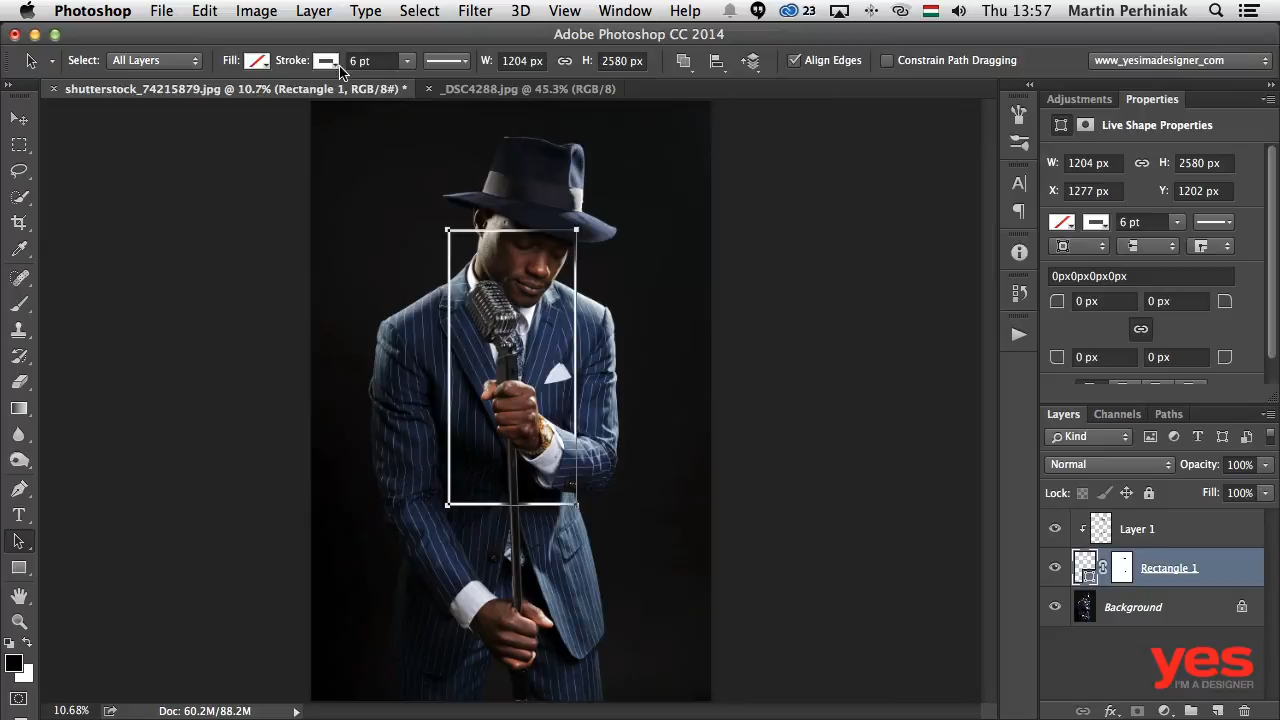 Photoshop File Edit Image Layer Type Select Filter 3D View Window Help 23 Thu 13:57 Martin Perhiniak
Adobe Photoshop CC 2014
Select: All Layers Fill: Stroke: 6 pt W: 1204 px H: 2580 px Align Edges Constrain Path Dragging www.yesimadesigner.com
shutterstock_74215879.jpg @ 10.7% (Rectangle 1, RGB/8#) * _DSC4288.jpg @ 45.3% (RGB/8)
Adjustments Properties
Live Shape Properties
W: 1204 px H: 2580 px
X: 1277 px Y: 1202 px
6 pt
0px0px0px0px
0 px 0 px
0 px 0 px
Layers Channels Paths
Kind
Normal Opacity: 100%
Lock: Fill: 100%
Layer 1
Rectangle 1
Background
yes
I'M A DESIGNER
10.68% Doc: 60.2M/88.2M